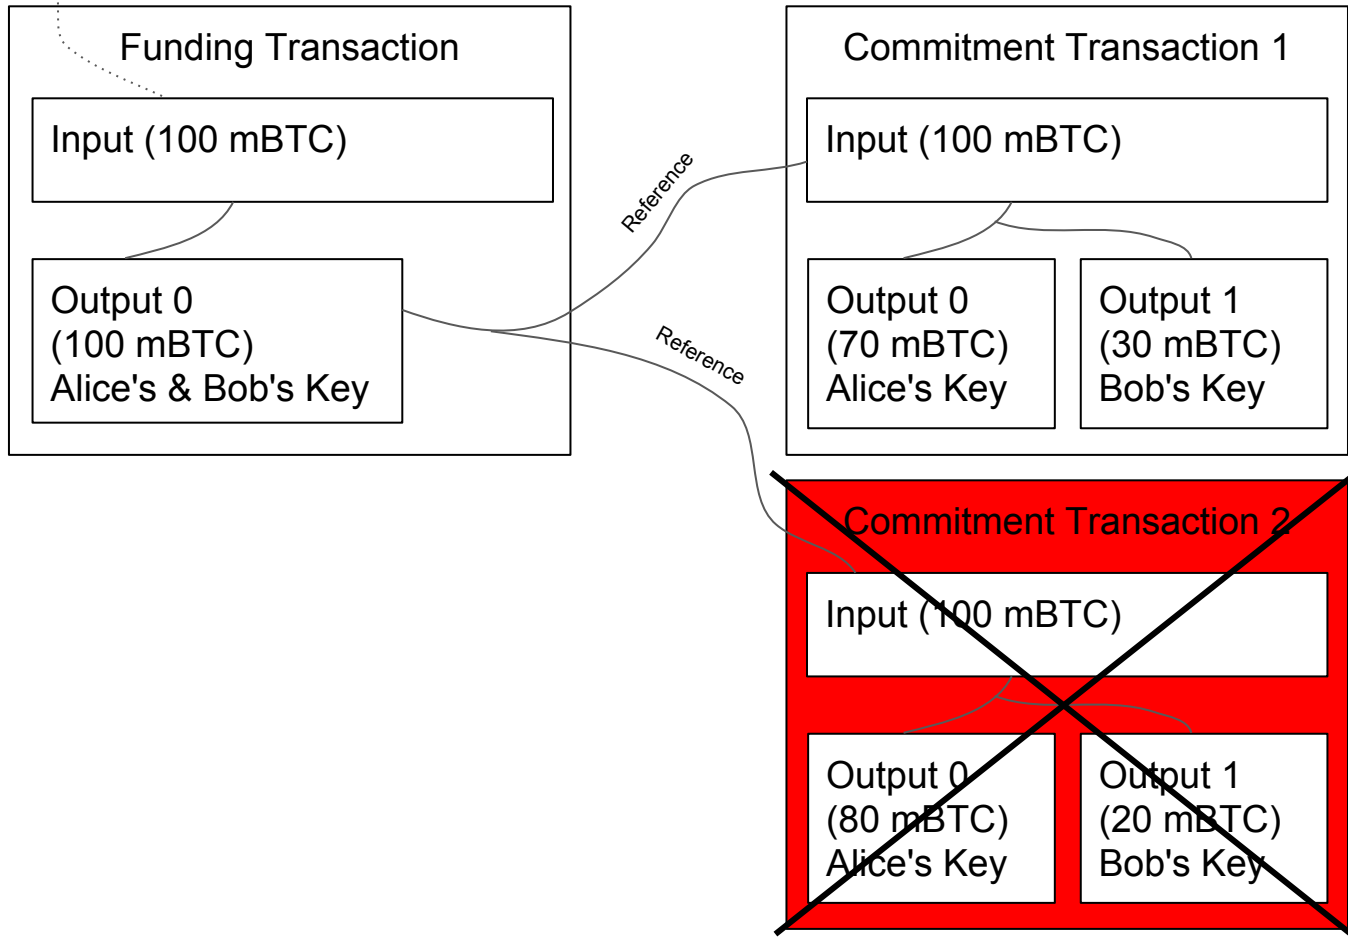 Funding Transaction
Input (100 mBTC)
Output 0
(100 mBTC)
Alice's & Bob's Key
Reference
Reference
Commitment Transaction 1
Input (100 mBTC)
Output 0
(70 mBTC)
Alice's Key
Output 1
(30 mBTC)
Bob's Key
Commitment Transaction 2
Input (100 mBTC)
Output 0
(80 mBTC)
Alice's Key
Output 1
(20 mBTC)
Bob's Key